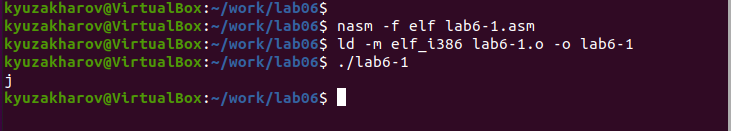 kyuzakharov@VirtualBox:~/work/lab06$
kyuzakharov@VirtualBox:~/work/lab06$ nasm -f elf lab6-1.asm
kyuzakharov@VirtualBox:~/work/lab06$ ld -m elf_i386 lab6-1.o -o lab6-1
kyuzakharov@VirtualBox:~/work/lab06$ ./lab6-1
j
kyuzakharov@VirtualBox:~/work/lab06$